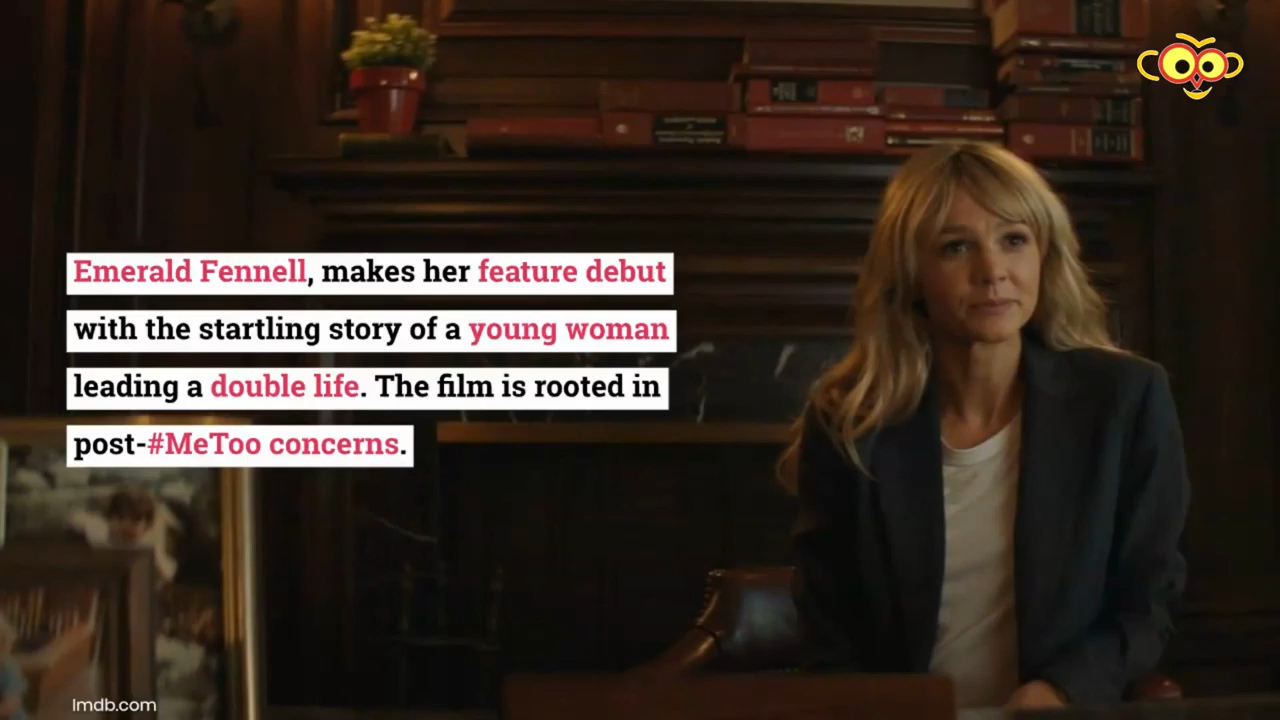 Emerald Fennell, makes her feature debut
with the startling story of a young woman
leading a double life. The film is rooted in
post-#MeToo concerns.
Imdb.com